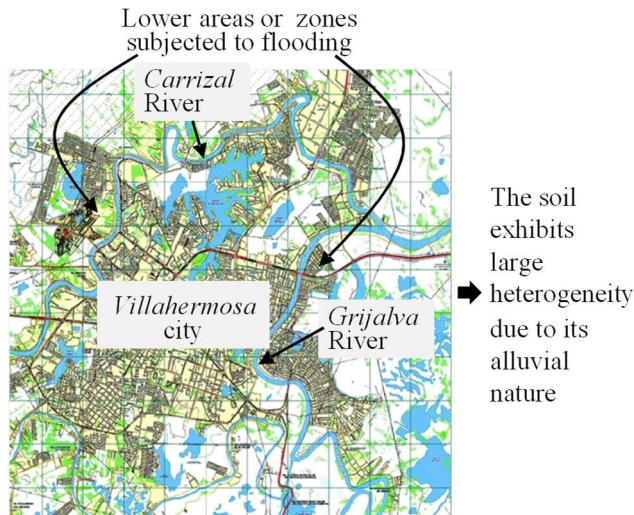 Lower areas or zones
subjected to flooding
Carrizal
River
Villahermosa
city
Grijalva
River
The soil
exhibits
large
heterogeneity
due to its
alluvial
nature